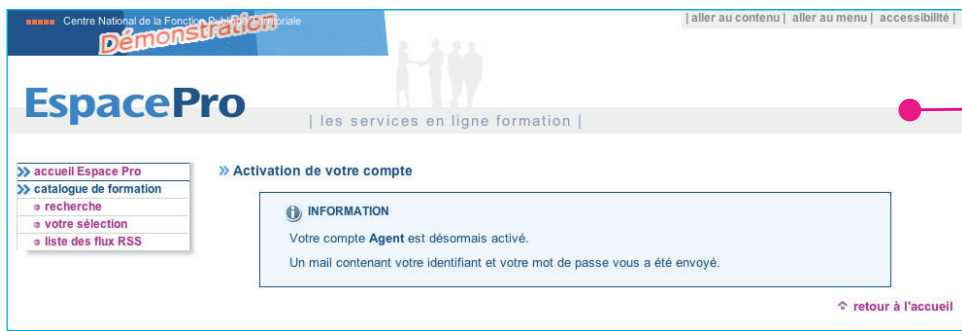 Centre National de la Fonction Publique Territoriale
Démonstration
| aller au contenu | aller au menu | accessibilité |
EspacePro
| les services en ligne formation |
accueil Espace Pro
catalogue de formation
recherche
votre sélection
liste des flux RSS
Activation de votre compte
INFORMATION
Votre compte Agent est désormais activé.
Un mail contenant votre identifiant et votre mot de passe vous a été envoyé.
retour à l'accueil